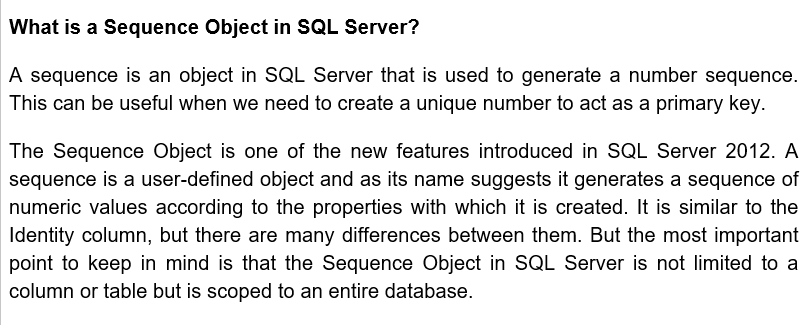 What is a Sequence Object in SQL Server?
A sequence is an object in SQL Server that is used to generate a number sequence.
This can be useful when we need to create a unique number to act as a primary key.
The Sequence Object is one of the new features introduced in SQL Server 2012. A
sequence is a user-defined object and as its name suggests it generates a sequence of
numeric values according to the properties with which it is created. It is similar to the
Identity column, but there are many differences between them. But the most important
point to keep in mind is that the Sequence Object in SQL Server is not limited to a
column or table but is scoped to an entire database.